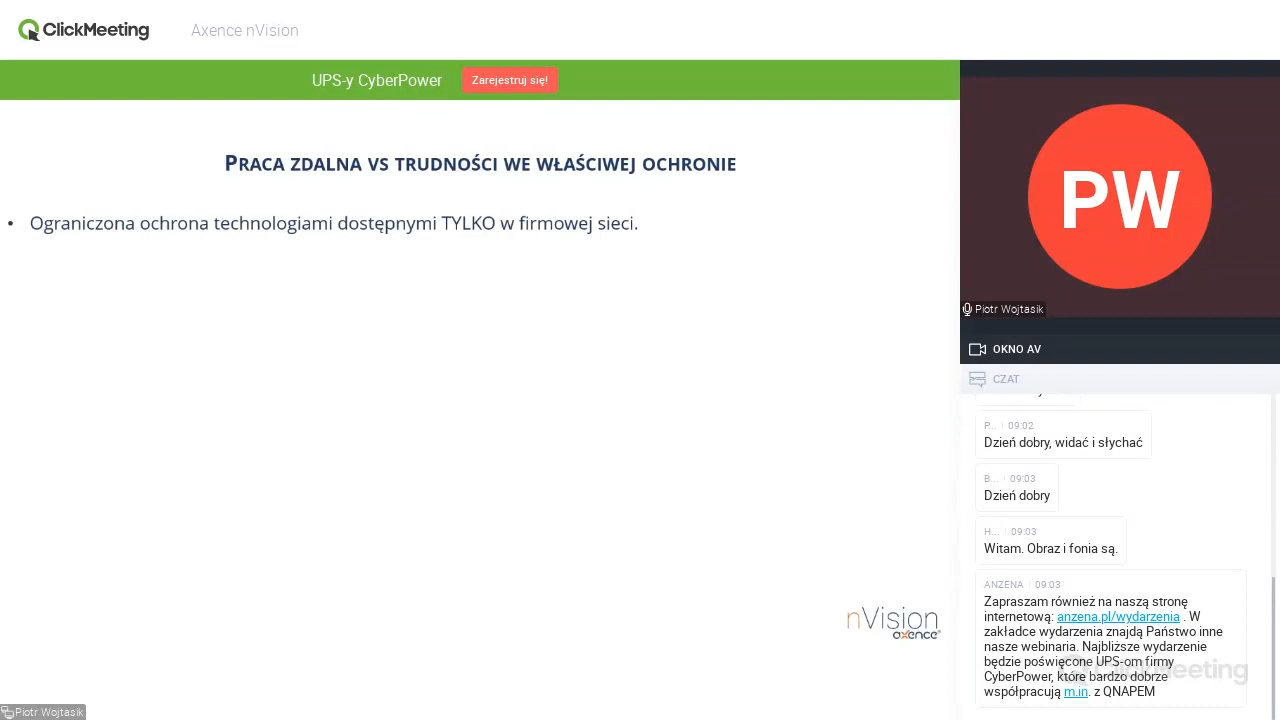 ClickMeeting
Axence nVision
UPS-y CyberPower
Zarejestruj się!
PRACA ZDALNA VS TRUDNOŚCI WE WŁAŚCIWEJ OCHRONIE
• Ograniczona ochrona technologiami dostępnymi TYLKO w firmowej sieci.
nVision
axence®
Piotr Wojtasik
PW
Piotr Wojtasik
OKNO AV
CZAT
P... 09:02
Dzień dobry, widać i słychać
B... 09:03
Dzień dobry
H... 09:03
Witam. Obraz i fonia są.
ANZENA 09:03
Zapraszam również na naszą stronę
internetową: anzena.pl/wydarzenia . W
zakładce wydarzenia znajdą Państwo inne
nasze webinaria. Najbliższe wydarzenie
będzie poświęcone UPS-om firmy
CyberPower, które bardzo dobrze
współpracują m.in. z QNAPEM
ClickMeeting